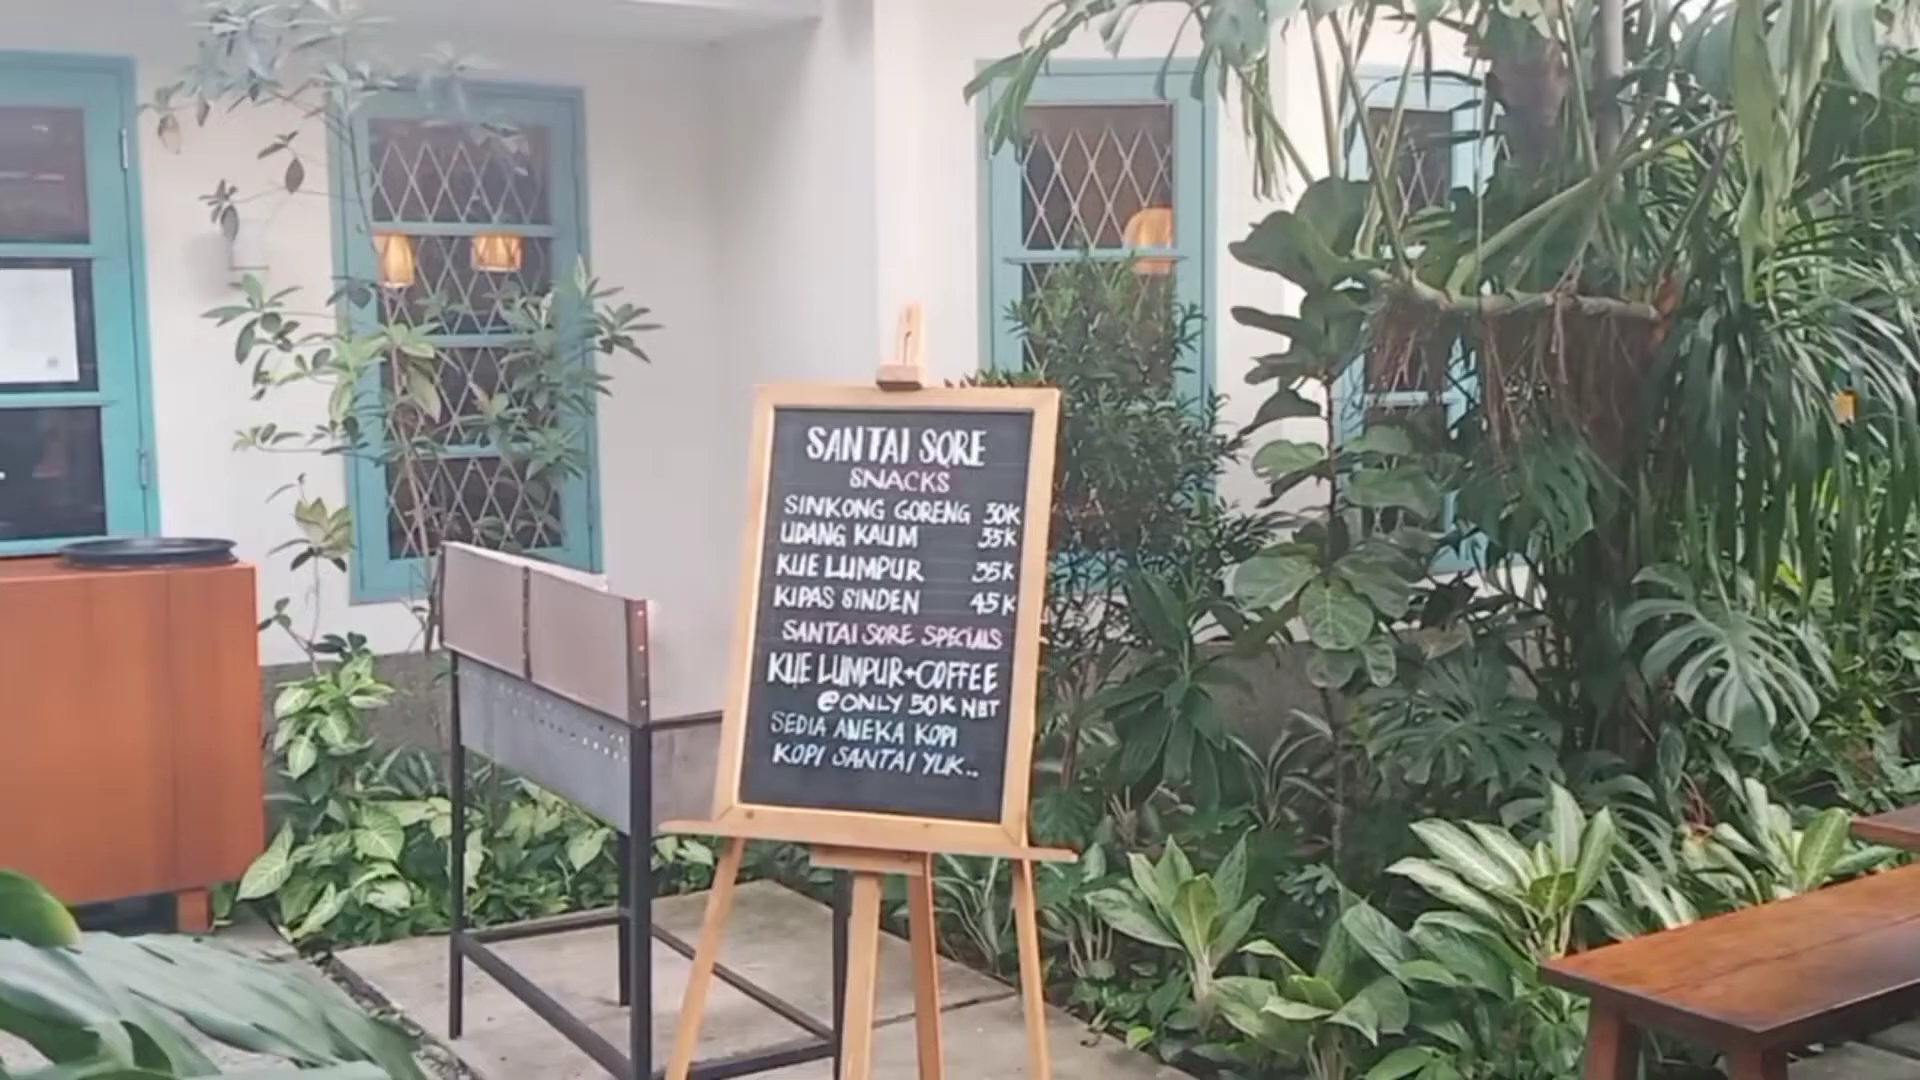 SANTAI SORE
SNACKS
SINKONG GORENG 30K
UDANG KALIM 35K
KUE LUMPUR 35K
KIPAS SINDEN 45K
SANTAI SORE SPECIALS
KUE LUMPUR+COFFEE
@ONLY 50K NET
SEDIA ANEKA KOPI
KOPI SANTAI YUK..